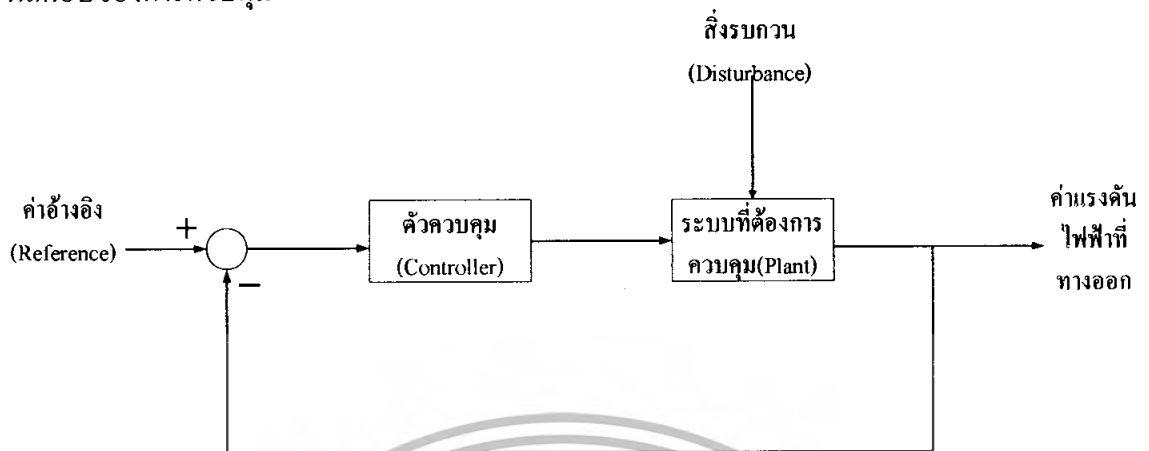 สิ่งรบกวน
(Disturbance)
ค่าอ้างอิง
(Reference)
+
−
ตัวควบคุม
(Controller)
ระบบที่ต้องการ
ควบคุม(Plant)
ค่าแรงดัน
ไฟฟ้าที่
ทางออก